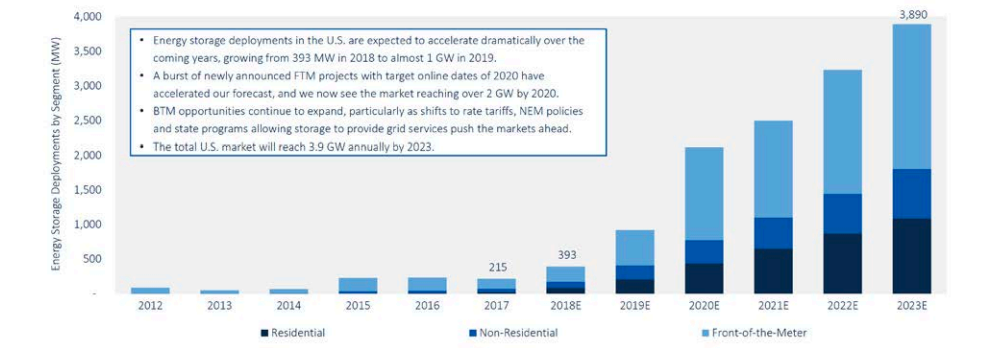 4,000
3,500
3,000
2,500
2,000
1,500
1,000
500
-
Energy Storage Deployments by Segment (MW)
• Energy storage deployments in the U.S. are expected to accelerate dramatically over the
coming years, growing from 393 MW in 2018 to almost 1 GW in 2019.
• A burst of newly announced FTM projects with target online dates of 2020 have
accelerated our forecast, and we now see the market reaching over 2 GW by 2020.
• BTM opportunities continue to expand, particularly as shifts to rate tariffs, NEM policies
and state programs allowing storage to provide grid services push the markets ahead.
• The total U.S. market will reach 3.9 GW annually by 2023.
215
393
3,890
2012 2013 2014 2015 2016 2017 2018E 2019E 2020E 2021E 2022E 2023E
Residential Non-Residential Front-of-the-Meter